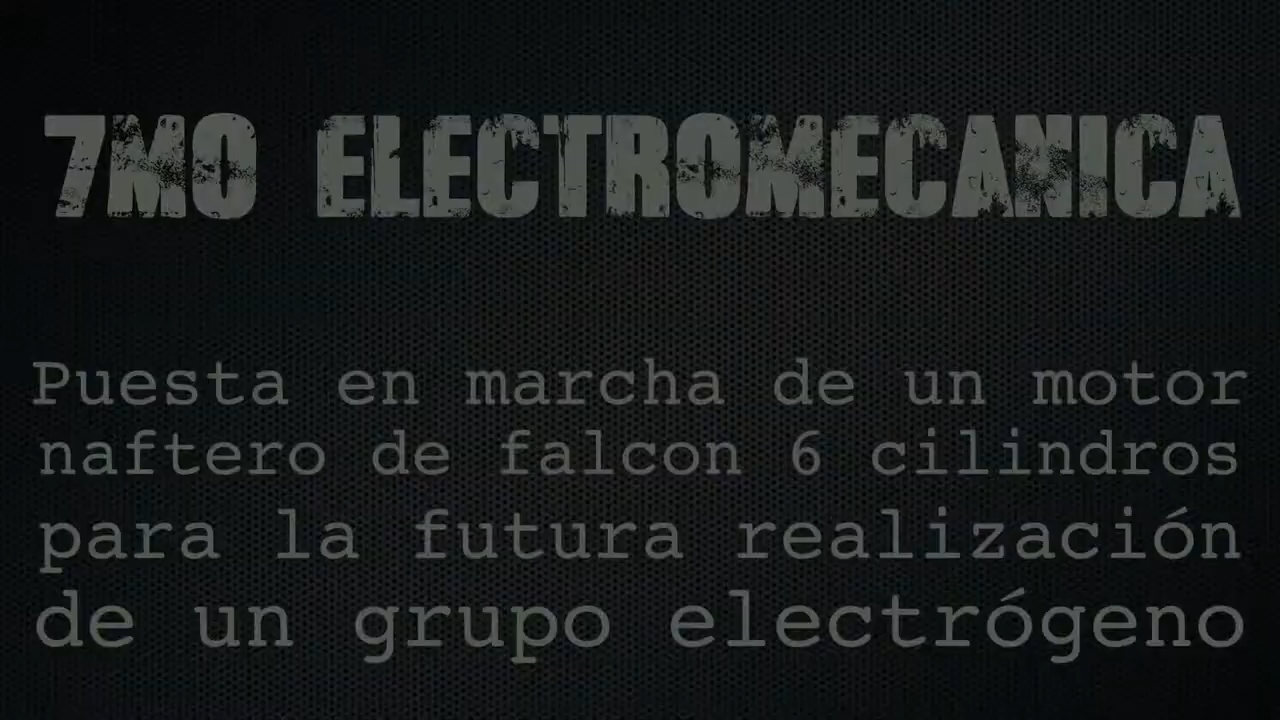 7MO ELECTROMECANICA
Puesta en marcha de un motor
naftero de falcon 6 cilindros
para la futura realización
de un grupo electrógeno